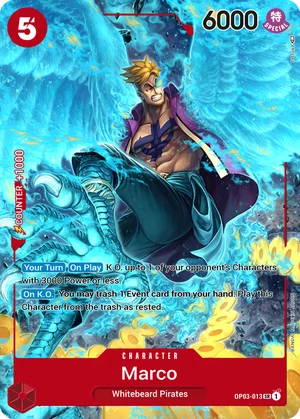 5
6000
特
SPECIAL
COUNTER +1000
Your Turn On Play K.O. up to 1 of your opponent's Characters
with 3000 Power or less.
On K.O. You may trash 1 Event card from your hand: Play this
Character from the trash as rested.
CHARACTER
Marco
Whitebeard Pirates
OP03-013 1